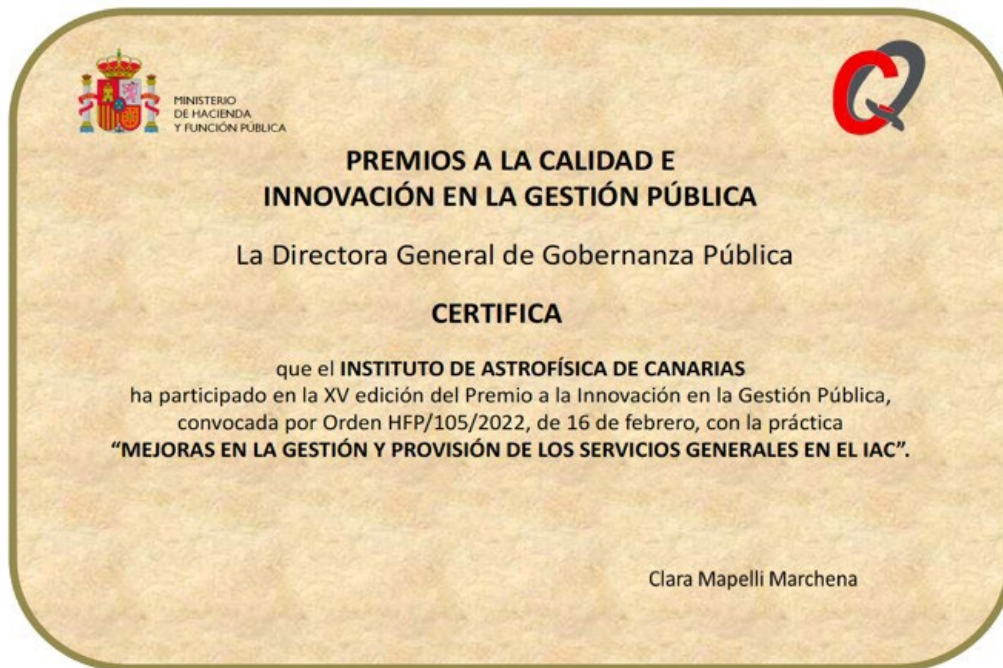 MINISTERIO
DE HACIENDA
Y FUNCIÓN PÚBLICA
CQ
PREMIOS A LA CALIDAD E
INNOVACIÓN EN LA GESTIÓN PÚBLICA
La Directora General de Gobernanza Pública
CERTIFICA
que el INSTITUTO DE ASTROFÍSICA DE CANARIAS
ha participado en la XV edición del Premio a la Innovación en la Gestión Pública,
convocada por Orden HFP/105/2022, de 16 de febrero, con la práctica
“MEJORAS EN LA GESTIÓN Y PROVISIÓN DE LOS SERVICIOS GENERALES EN EL IAC”.
Clara Mapelli Marchena